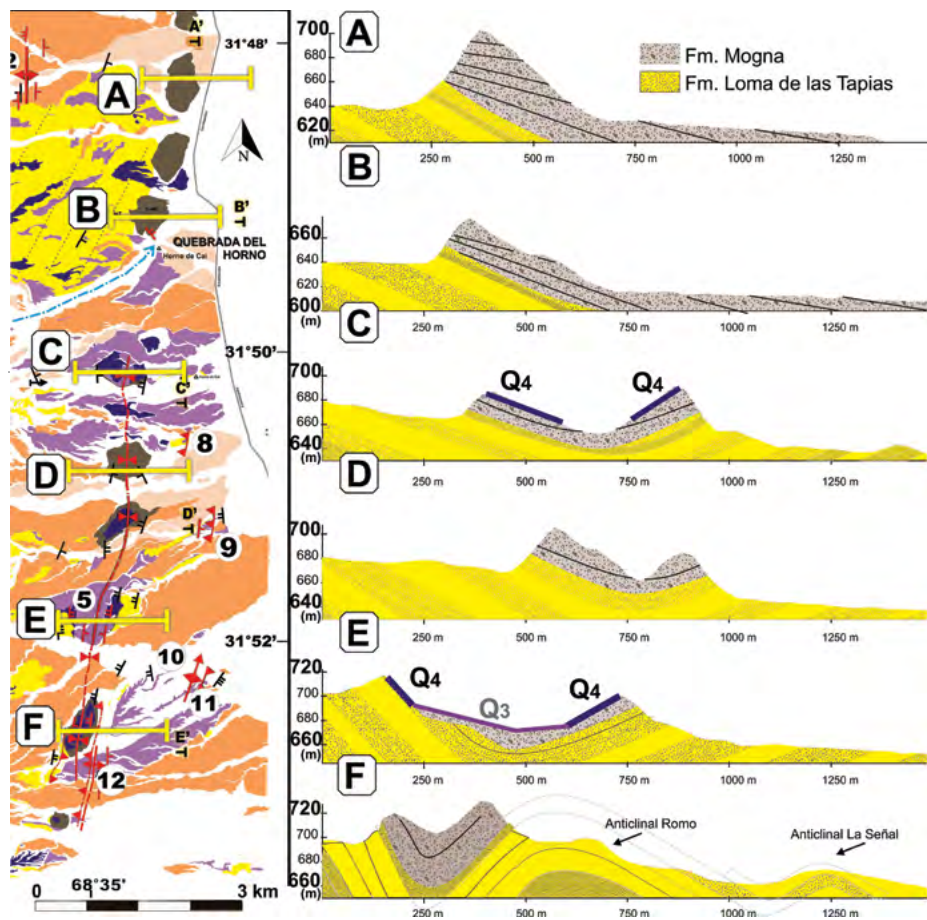 A'
31°48'
2
A
B
B'
QUEBRADA DEL
HORNO
Horno de Cal
N
C
31°50'
C'
8
D
D'
9
5
E
31°52'
10
11
F
E'
12
68°35'
0
3 km
A
Fm. Mogna
Fm. Loma de las Tapias
700
680
660
640
620
(m)
250 m
500 m
750 m
1000 m
1250 m
B
660
640
620
600
(m)
250 m
500 m
750 m
1000 m
1250 m
C
Q4
Q4
700
680
660
640
(m)
250 m
500 m
750 m
1000 m
1250 m
D
700
680
660
640
(m)
250 m
500 m
750 m
1000 m
1250 m
E
Q4
Q3
Q4
720
700
680
660
(m)
250 m
500 m
750 m
1000 m
1250 m
F
Anticlinal Romo
Anticlinal La Señal
720
700
680
660
(m)
250 m
500 m
750 m
1000 m
1250 m